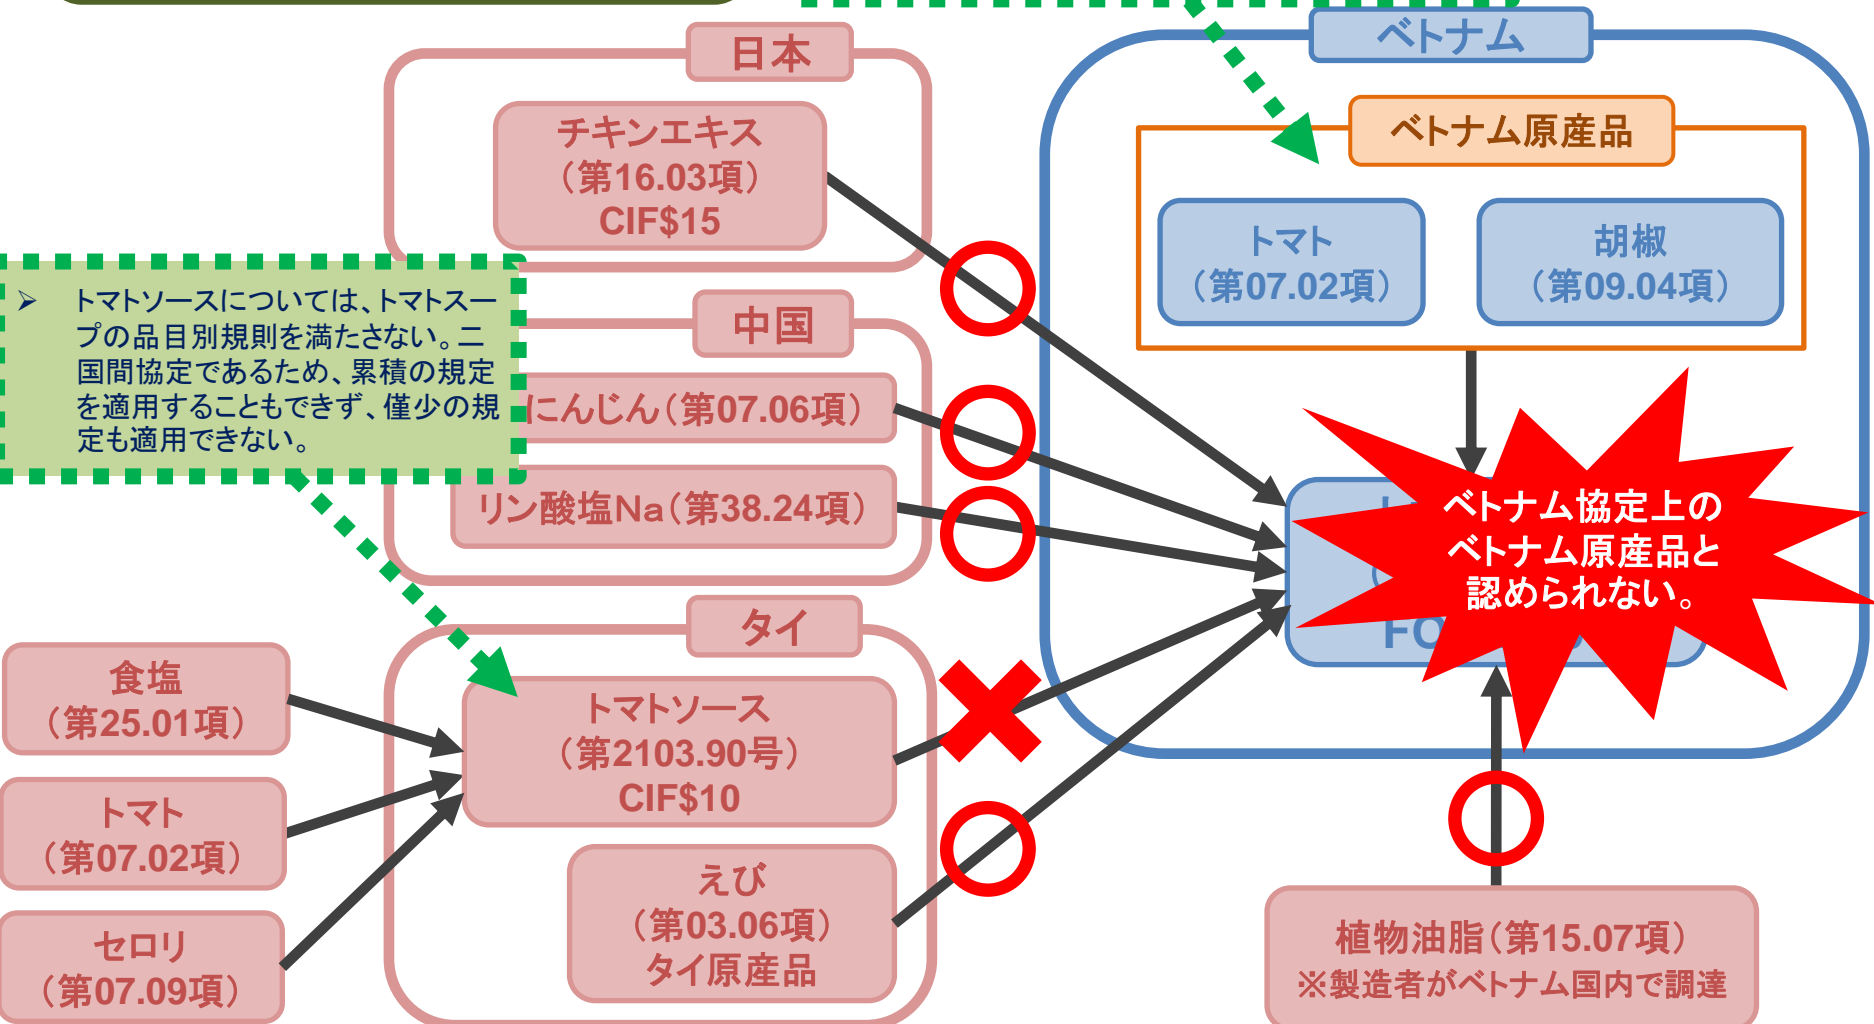 日本
チキンエキス
（第16.03項）
CIF$15
ベトナム
ベトナム原産品
トマト
（第07.02項）
胡椒
（第09.04項）
➢ トマトソースについては、トマトスー
プの品目別規則を満たさない。二
国間協定であるため、累積の規定
を適用することもできず、僅少の規
定も適用できない。
中国
にんじん（第07.06項）
リン酸塩Na（第38.24項）
ベトナム協定上の
ベトナム原産品と
認められない。
タイ
食塩
（第25.01項）
トマト
（第07.02項）
セロリ
（第07.09項）
トマトソース
（第2103.90号）
CIF$10
えび
（第03.06項）
タイ原産品
植物油脂（第15.07項）
※製造者がベトナム国内で調達